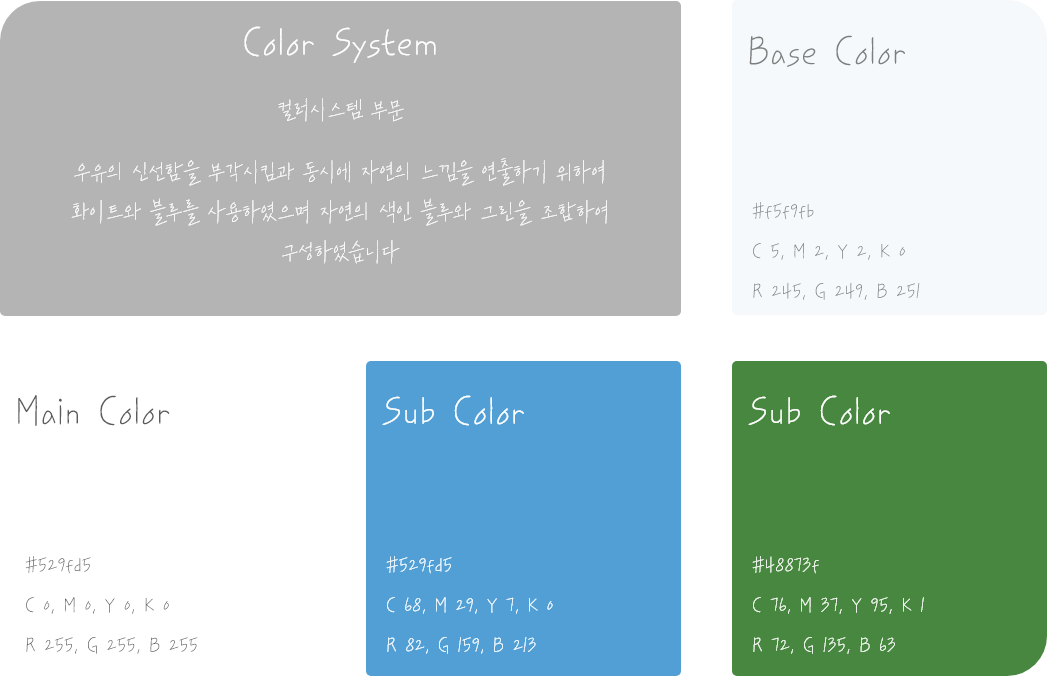 Color System
컬러시스템 부문
우유의 신선함을 부각시킴과 동시에 자연의 느낌을 연출하기 위하여
화이트와 블루를 사용하였으며 자연의 색인 블루와 그린을 조합하여
구성하였습니다
Base Color
#f5f9fb
C 5, M 2, Y 2, K 0
R 245, G 249, B 251
Main Color
#529fd5
C 0, M 0, Y 0, K 0
R 255, G 255, B 255
Sub Color
#529fd5
C 68, M 29, Y 7, K 0
R 82, G 159, B 213
Sub Color
#48873f
C 76, M 37, Y 95, K 1
R 72, G 135, B 63